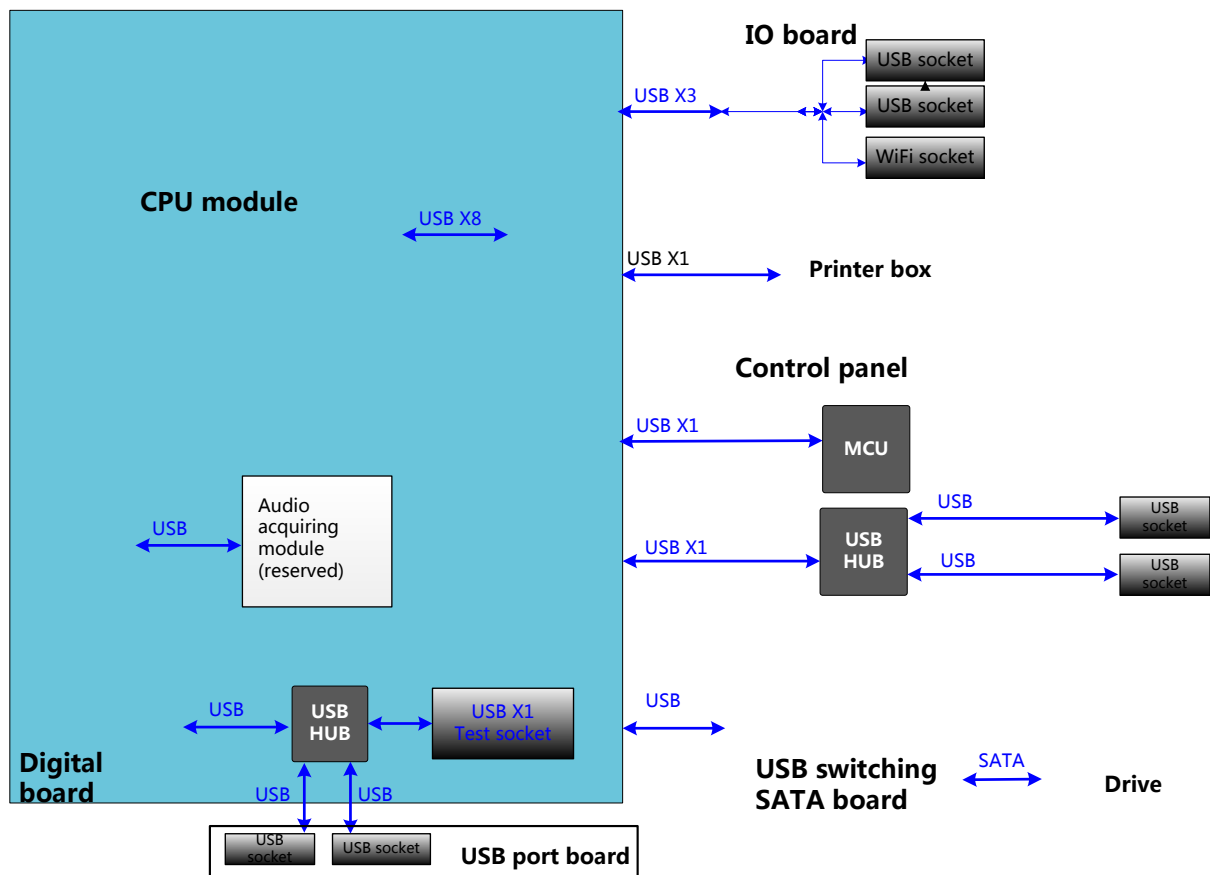 IO board
USB socket
USB X3
USB socket
WiFi socket
CPU module
USB X8
USB X1
Printer box
Control panel
USB X1
MCU
Audio
acquiring
module
(reserved)
USB
USB X1
USB
HUB
USB
USB
socket
USB
USB
socket
USB
USB
HUB
USB X1
Test socket
USB
Digital
board
USB
USB
USB switching
SATA board
SATA
Drive
USB
socket
USB socket
USB port board